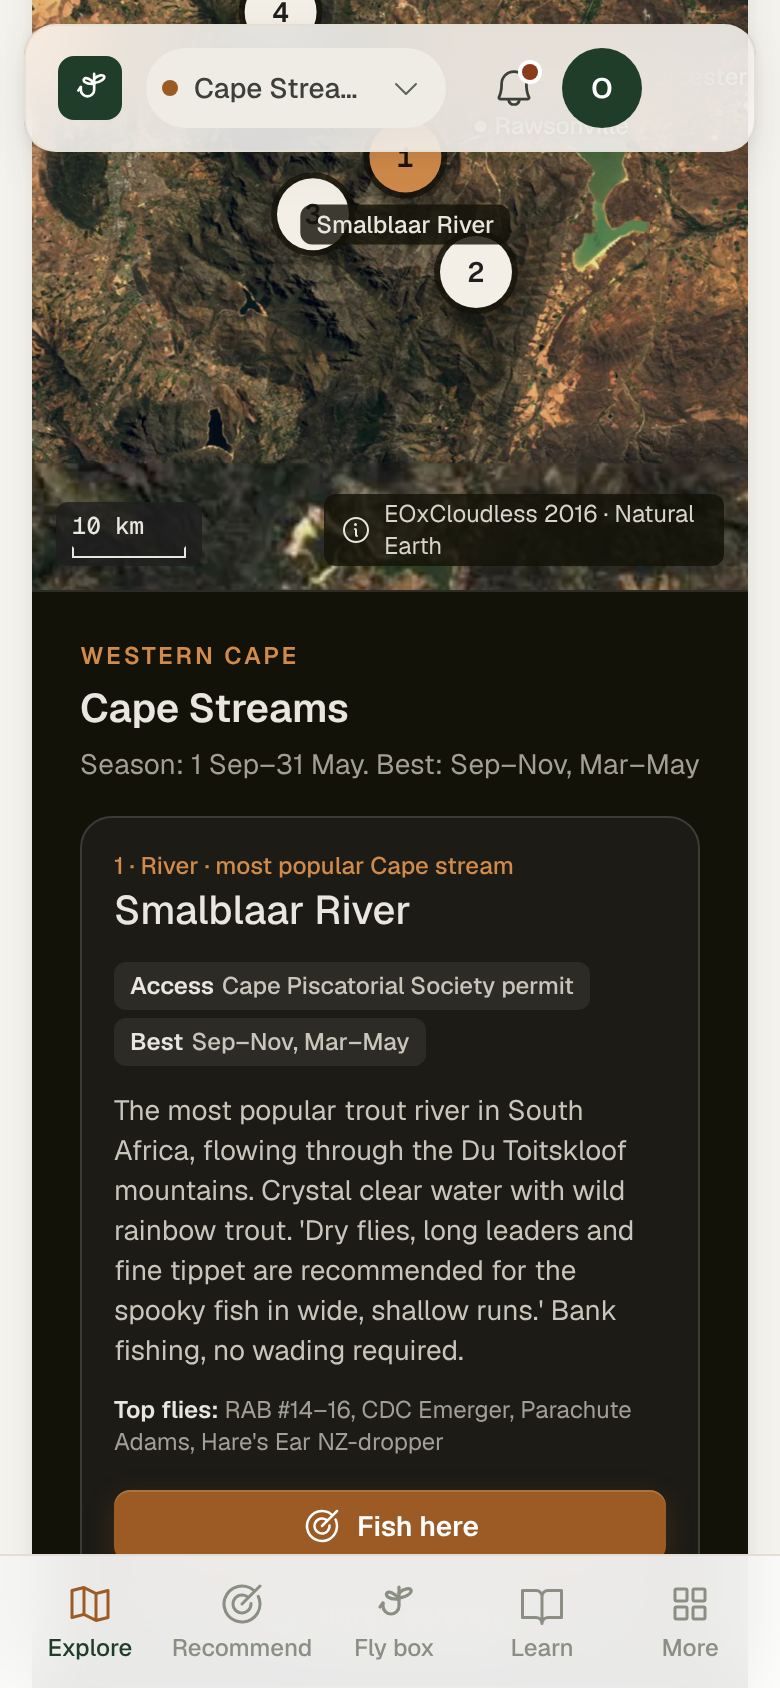 4
Cape Strea...
O
ester
Rawsonville
1
3
Smalblaar River
2
10 km
EOxCloudless 2016 · Natural
Earth
WESTERN CAPE
Cape Streams
Season: 1 Sep–31 May. Best: Sep–Nov, Mar–May
1 · River · most popular Cape stream
Smalblaar River
Access Cape Piscatorial Society permit
Best Sep–Nov, Mar–May
The most popular trout river in South
Africa, flowing through the Du Toitskloof
mountains. Crystal clear water with wild
rainbow trout. 'Dry flies, long leaders and
fine tippet are recommended for the
spooky fish in wide, shallow runs.' Bank
fishing, no wading required.
Top flies: RAB #14–16, CDC Emerger, Parachute
Adams, Hare's Ear NZ-dropper
Fish here
Explore
Recommend
Fly box
Learn
More